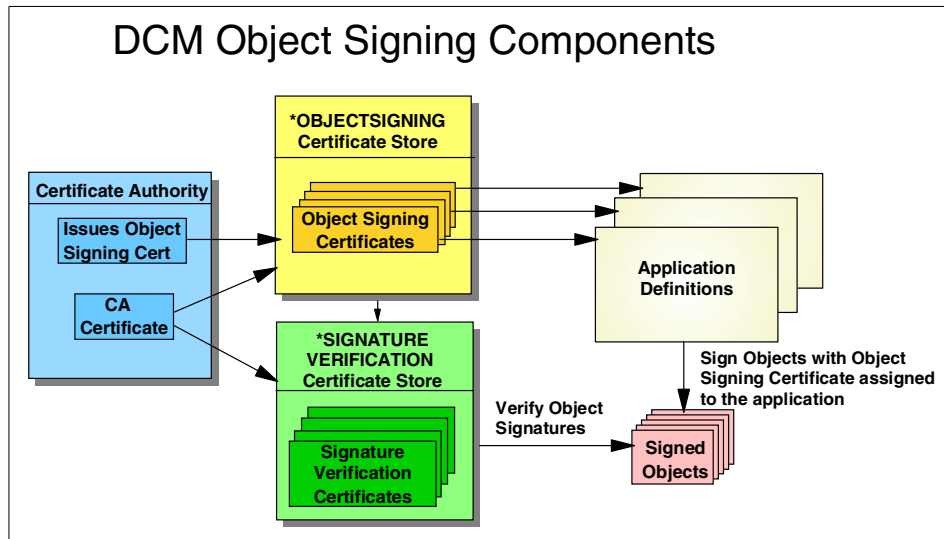 DCM Object Signing Components
*OBJECTSIGNING
Certificate Store
Object Signing
Certificates
Certificate Authority
Issues Object
Signing Cert
CA
Certificate
*SIGNATURE
VERIFICATION
Certificate Store
Signature
Verification
Certificates
Application
Definitions
Sign Objects with Object
Signing Certificate assigned
to the application
Verify Object
Signatures
Signed
Objects